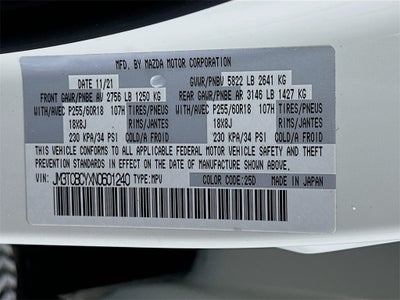 MFD. BY MAZDA MOTOR CORPORATION
DATE 11/21 GVWR/PNBV 5822 LB 2641 KG
FRONT GAWR/PNBE AV 2756 LB 1250 KG REAR GAWR/PNBE AR 3146 LB 1427 KG
WITH/AVEC P255/60R18 107H TIRES/PNEUS WITH/AVEC P255/60R18 107H TIRES/PNEUS
18X8J RIMS/JANTES 18X8J RIMS/JANTES
230 KPA/34 PSI COLD/A FROID 230 KPA/34 PSI COLD/A FROID
THIS VEHICLE CONFORMS TO ALL APPLICABLE FEDERAL MOTOR VEHICLE SAFETY AND THEFT
PREVENTION STANDARDS IN EFFECT ON THE DATE OF MANUFACTURE SHOWN ABOVE.
VIN: JM3TCBCYXN0601240 TYPE:MPV COLOR CODE:25D MADE IN JAPAN